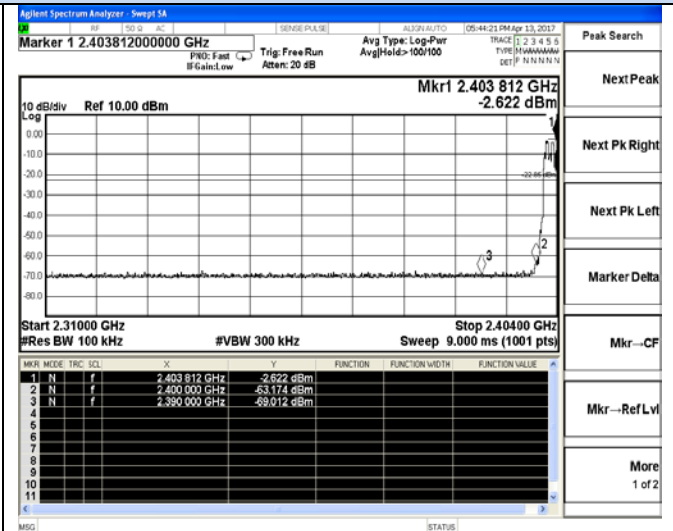 Agilent Spectrum Analyzer - Swept SA
RF 50 Ω AC SENSE:PULSE ALIGN AUTO 05:44:21 PM Apr 13, 2017
Marker 1 2.403812000000 GHz
PNO: Fast
IFGain:Low
Trig: Free Run
Atten: 20 dB
Avg Type: Log-Pwr
Avg|Hold:>100/100
TRACE 1 2 3 4 5 6
TYPE MWWWWW
DET P N N N N N
Peak Search
Mkr1 2.403 812 GHz
-2.622 dBm
10 dB/div Ref 10.00 dBm
Log
0.00
-10.0
-20.0
-30.0
-40.0
-50.0
-60.0
-70.0
-80.0
1
2
3
Start 2.31000 GHz Stop 2.40400 GHz
#Res BW 100 kHz #VBW 300 kHz Sweep 9.000 ms (1001 pts)
MKR MODE TRC SCL X Y FUNCTION FUNCTION WIDTH FUNCTION VALUE
1 N f 2.403 812 GHz -2.622 dBm
2 N f 2.400 000 GHz -63.174 dBm
3 N f 2.390 000 GHz -69.012 dBm
4
5
6
7
8
9
10
11
MSG STATUS
Next Peak
Next Pk Right
Next Pk Left
Marker Delta
Mkr→CF
Mkr→Ref Lvl
More
1 of 2